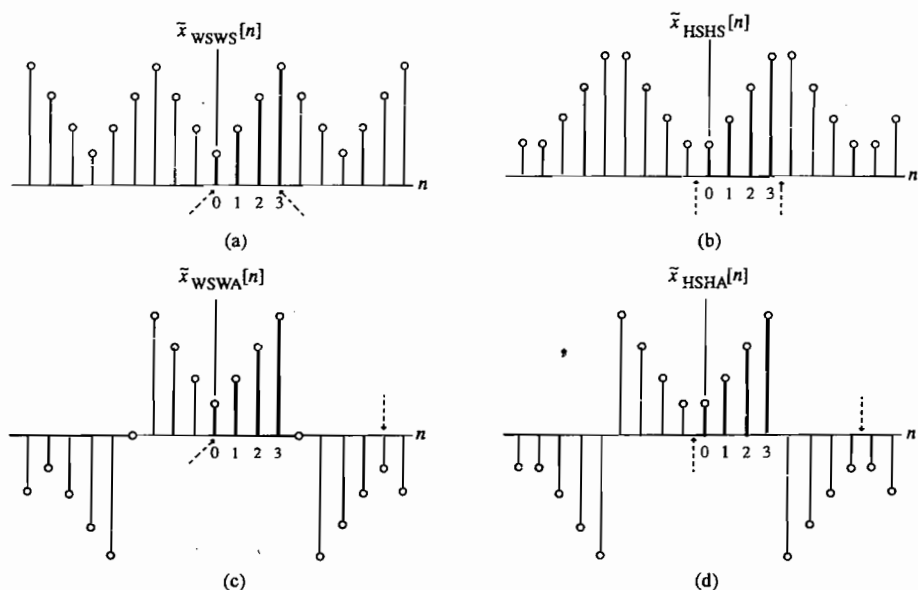 x̃ WSWS[n]
x̃ HSHS[n]
n
n
0 1 2 3
0 1 2 3
(a)
(b)
x̃ WSWA[n]
x̃ HSHA[n]
n
n
0 1 2 3
0 1 2 3
(c)
(d)